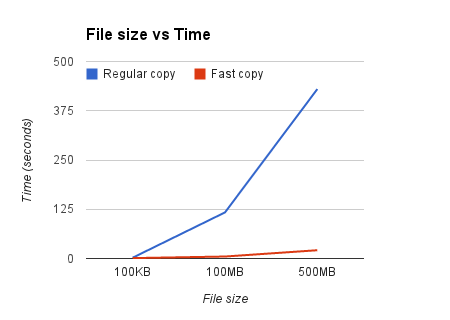 File size vs Time
500
Regular copy Fast copy
375
250
125
0
Time (seconds)
100KB 100MB 500MB
File size